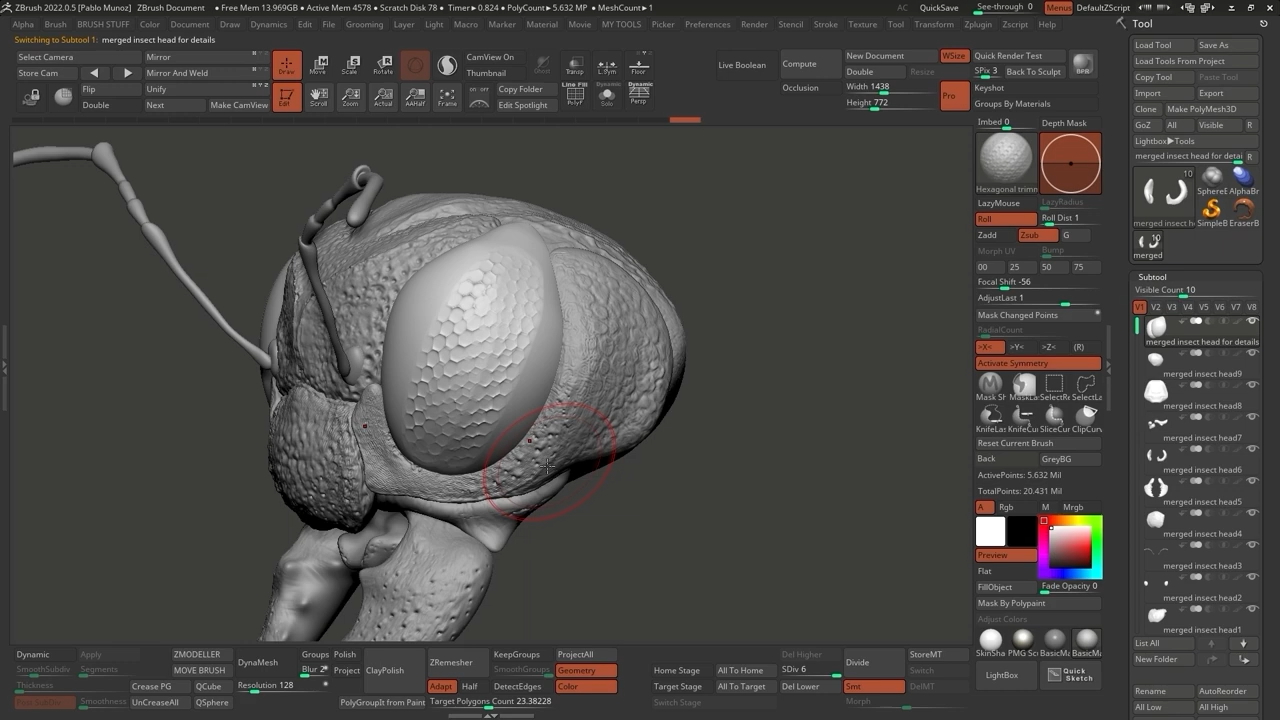 ZBrush 2022.0.5 [Pablo Munoz] ZBrush Document • Free Mem 13.969GB • Active Mem 4578 • Scratch Disk 78 • Timer►0.824 • PolyCount►5.632 MP • MeshCount►1 AC QuickSave See-through 0 Menus DefaultZScript
Alpha Brush BRUSH STUFF Color Document Draw Dynamics Edit File Grooming Layer Light Macro Marker Material Movie MY TOOLS Picker Preferences Render Stencil Stroke Texture Tool Transform Zplugin Zscript Help
Switching to Subtool 1: merged insect head for details
Select Camera
Mirror
Store Cam
Mirror And Weld
Flip
Unify
Double
Next
Make CamView
Draw
Move
Scale
Rotate
Edit
Scroll
Zoom
Actual
AAHalf
Frame
CamView On
Thumbnail
Copy Folder
Edit Spotlight
Ghost
Transp
L.Sym
Floor
Line Fill
PolyF
Dynamic
Solo
Dynamic
Persp
Live Boolean
Compute
Occlusion
New Document
WSize
Double
Resize
Width 1438
Height 772
Pro
Quick Render Test
SPix 3
Back To Sculpt
BPR
Keyshot
Groups By Materials
Imbed 0
Depth Mask
Hexagonal trimm
LazyMouse
LazyRadius
Roll
Roll Dist 1
Zadd
Zsub
G
Morph UV
Bump
00
25
50
75
Focal Shift -56
AdjustLast 1
Mask Changed Points
RadialCount
>X<
>Y<
>Z<
(R)
Activate Symmetry
Mask Sh
MaskLa
SelectRe
SelectLa
KnifeLas
KnifeCur
SliceCur
ClipCurv
Reset Current Brush
Back
GreyBG
ActivePoints: 5.632 Mil
TotalPoints: 20.431 Mil
A
Rgb
M
Mrgb
Preview
Flat
FillObject
Fade Opacity 0
Mask By Polypaint
Adjust Colors
SkinSha
PMG Sc
BasicMa
BasicMa
LightBox
Quick
Sketch
Tool
Load Tool
Save As
Load Tools From Project
Copy Tool
Paste Tool
Import
Export
Clone
Make PolyMesh3D
GoZ
All
Visible
R
Lightbox►Tools
merged insect head for detai
R
10
merged insect h
SphereE
AlphaBr
SimpleB
EraserB
10
merged
Subtool
Visible Count 10
V1
V2
V3
V4
V5
V6
V7
V8
merged insect head for details
merged insect head9
merged insect head8
merged insect head7
merged insect head6
merged insect head5
merged insect head4
merged insect head3
merged insect head2
merged insect head1
List All
New Folder
Rename
AutoReorder
All Low
All High
Dynamic
Apply
SmoothSubdiv
Segments
Thickness
Smoothness
ZMODELLER
MOVE BRUSH
Crease PG
QCube
UnCreaseAll
QSphere
DynaMesh
Resolution 128
Groups
Polish
Blur 2
Project
ClayPolish
PolyGroupIt from Paint
ZRemesher
Adapt
Half
Target Polygons Count 23.38228
KeepGroups
SmoothGroups
DetectEdges
ProjectAll
Geometry
Color
Home Stage
All To Home
Target Stage
All To Target
Switch Stage
Del Higher
SDiv 6
Del Lower
Divide
Smt
Morph
StoreMT
DelMT